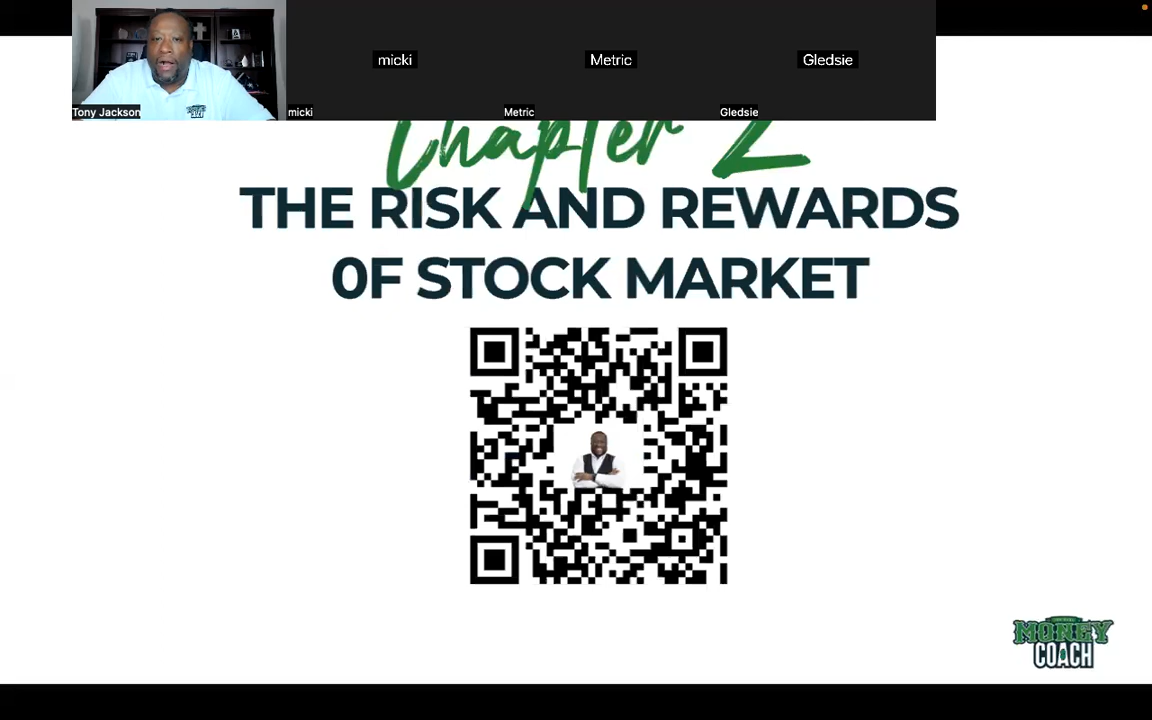 micki
Metric
Gledsie
Tony Jackson
micki
Metric
Gledsie
Chapter 2
THE RISK AND REWARDS
0F STOCK MARKET
MONEY
COACH